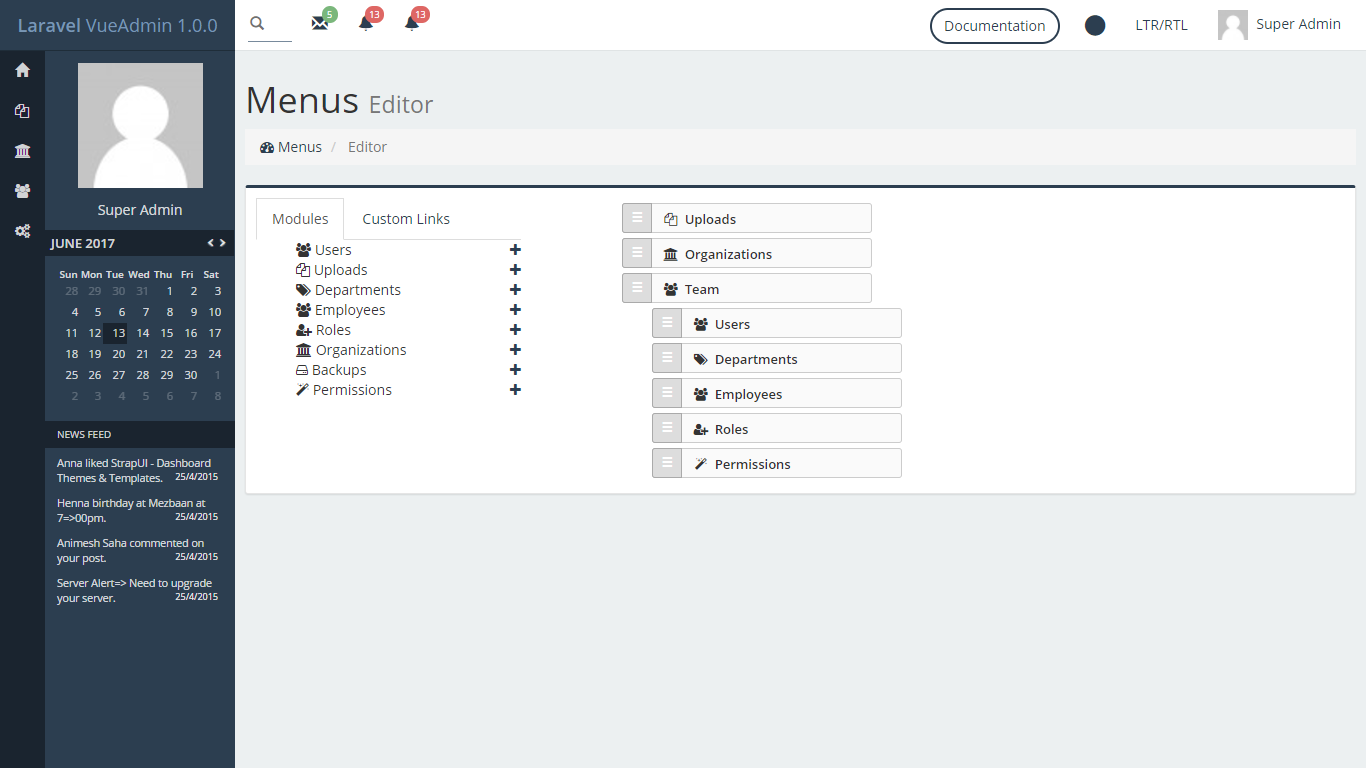 Laravel VueAdmin 1.0.0
5
13
13
Documentation
LTR/RTL
Super Admin
Super Admin
JUNE 2017
Sun Mon Tue Wed Thu Fri Sat
28 29 30 31 1 2 3
4 5 6 7 8 9 10
11 12 13 14 15 16 17
18 19 20 21 22 23 24
25 26 27 28 29 30 1
2 3 4 5 6 7 8
NEWS FEED
Anna liked StrapUI - Dashboard
Themes & Templates. 25/4/2015
Henna birthday at Mezbaan at
7=>00pm. 25/4/2015
Animesh Saha commented on
your post. 25/4/2015
Server Alert=> Need to upgrade
your server. 25/4/2015
Menus Editor
Menus / Editor
Modules
Custom Links
Users
Uploads
Departments
Employees
Roles
Organizations
Backups
Permissions
Uploads
Organizations
Team
Users
Departments
Employees
Roles
Permissions